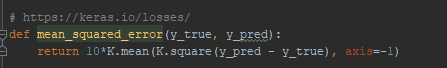 # https://keras.io/losses/
def mean_squared_error(y_true, y_pred):
    return 10*K.mean(K.square(y_pred - y_true), axis=-1)